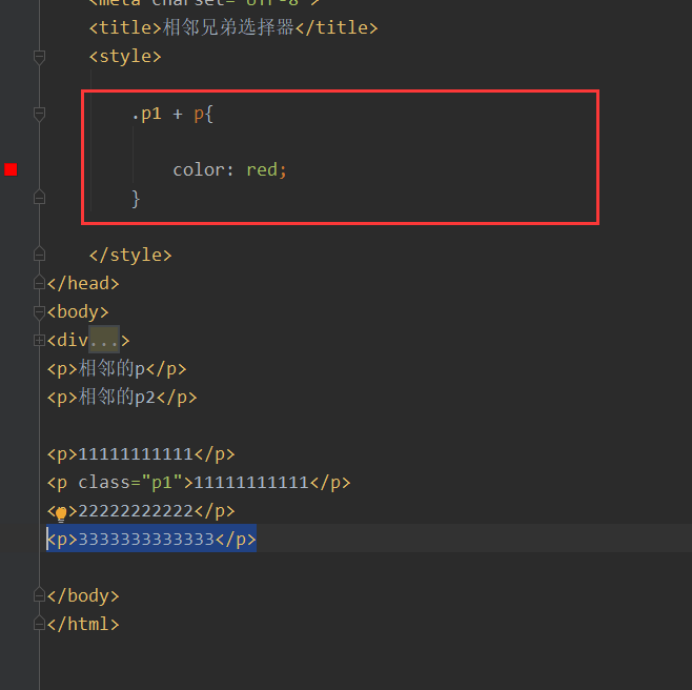 <meta charset="UTF-8">
<title>相邻兄弟选择器</title>
<style>
.p1 + p{
color: red;
}
</style>
</head>
<body>
<div...>
<p>相邻的p</p>
<p>相邻的p2</p>
<p>11111111111</p>
<p class="p1">11111111111</p>
<p>22222222222</p>
<p>3333333333333</p>
</body>
</html>